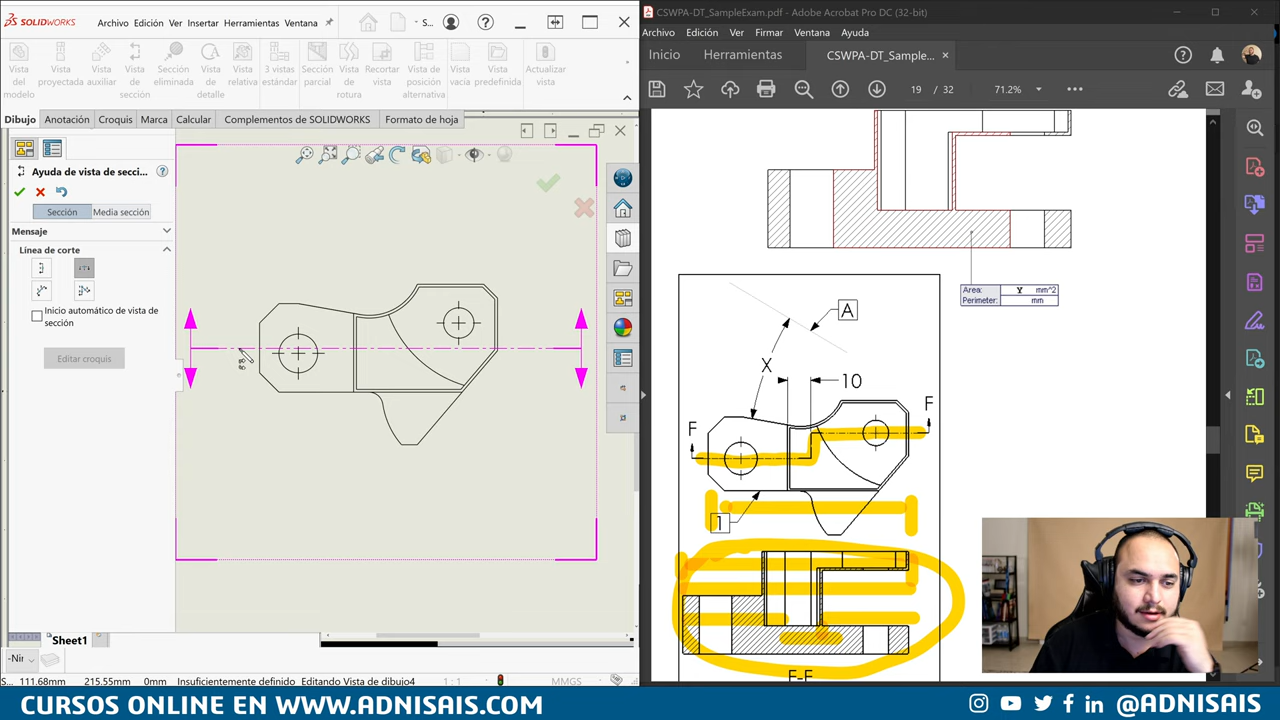 SOLIDWORKS
Archivo Edición Ver Insertar Herramientas Ventana
S...
Vista del modelo
Vista proyectada
Vista auxiliar
Vista de sección
Sección eliminada
Vista de detalle
Vista relativa
3 vistas estándar
Sección parcial
Vista de rotura
Recortar vista
Vista de posición alternativa
Vista vacía
Vista predefinida
Actualizar vista
Dibujo Anotación Croquis Marca Calcular Complementos de SOLIDWORKS Formato de hoja
Ayuda de vista de secci...
Sección Media sección
Mensaje
Línea de corte
Inicio automático de vista de sección
Editar croquis
Sheet1
-Nir
S... 111.68mm 215.55mm 0mm Insuficientemente definido Editando Vista de dibujo4 1 : 1 MMGS
CSWPA-DT_SampleExam.pdf - Adobe Acrobat Pro DC (32-bit)
Archivo Edición Ver Firmar Ventana Ayuda
Inicio Herramientas CSWPA-DT_Sample...
19 / 32 71.2%
Area: Y mm^2
Perimeter: mm
A
X
10
F
F
1
F-F
CURSOS ONLINE EN WWW.ADNISAIS.COM
@ADNISAIS